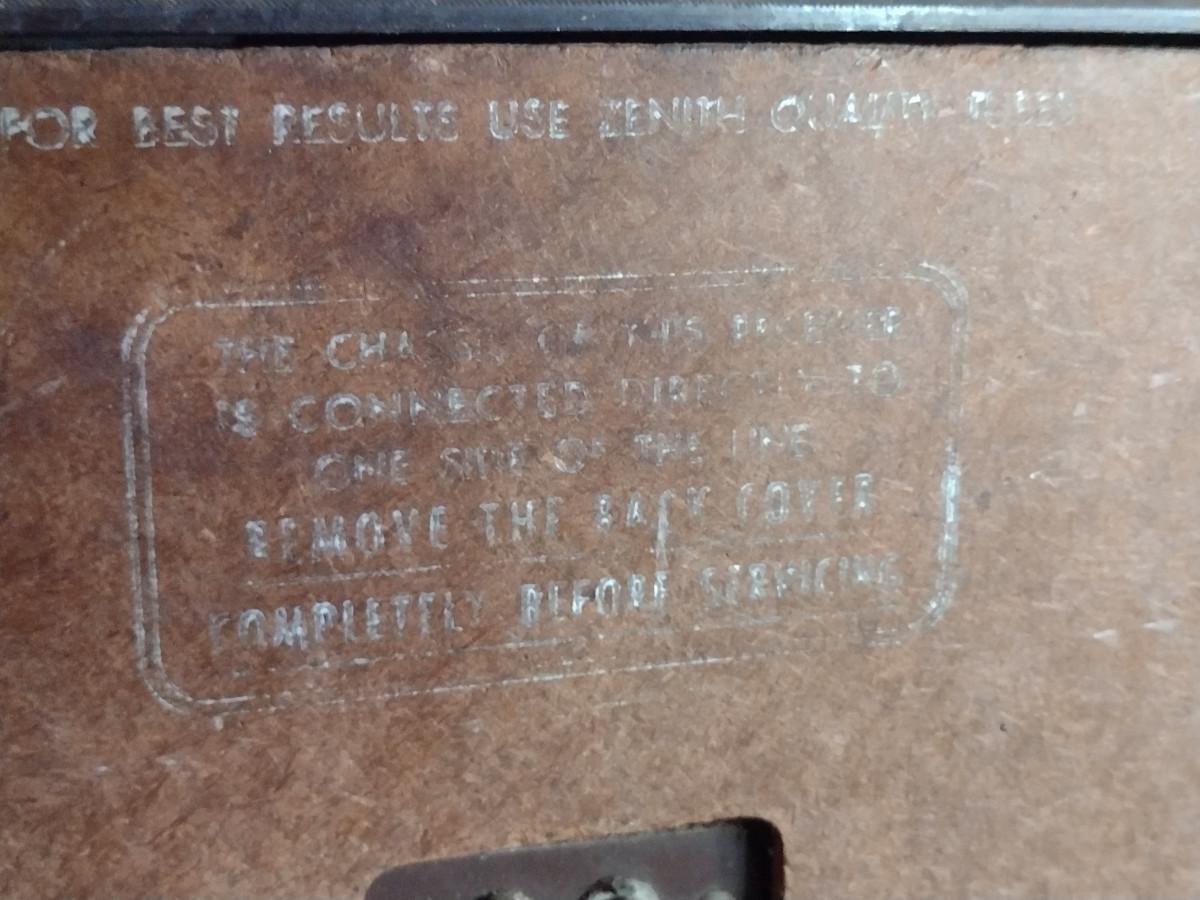 FOR BEST RESULTS USE ZENITH QUALITY TUBES
THE CHASSIS OF THIS RECEIVER
IS CONNECTED DIRECTLY TO
ONE SIDE OF THE LINE
REMOVE THE BACK COVER
COMPLETELY BEFORE SERVICING